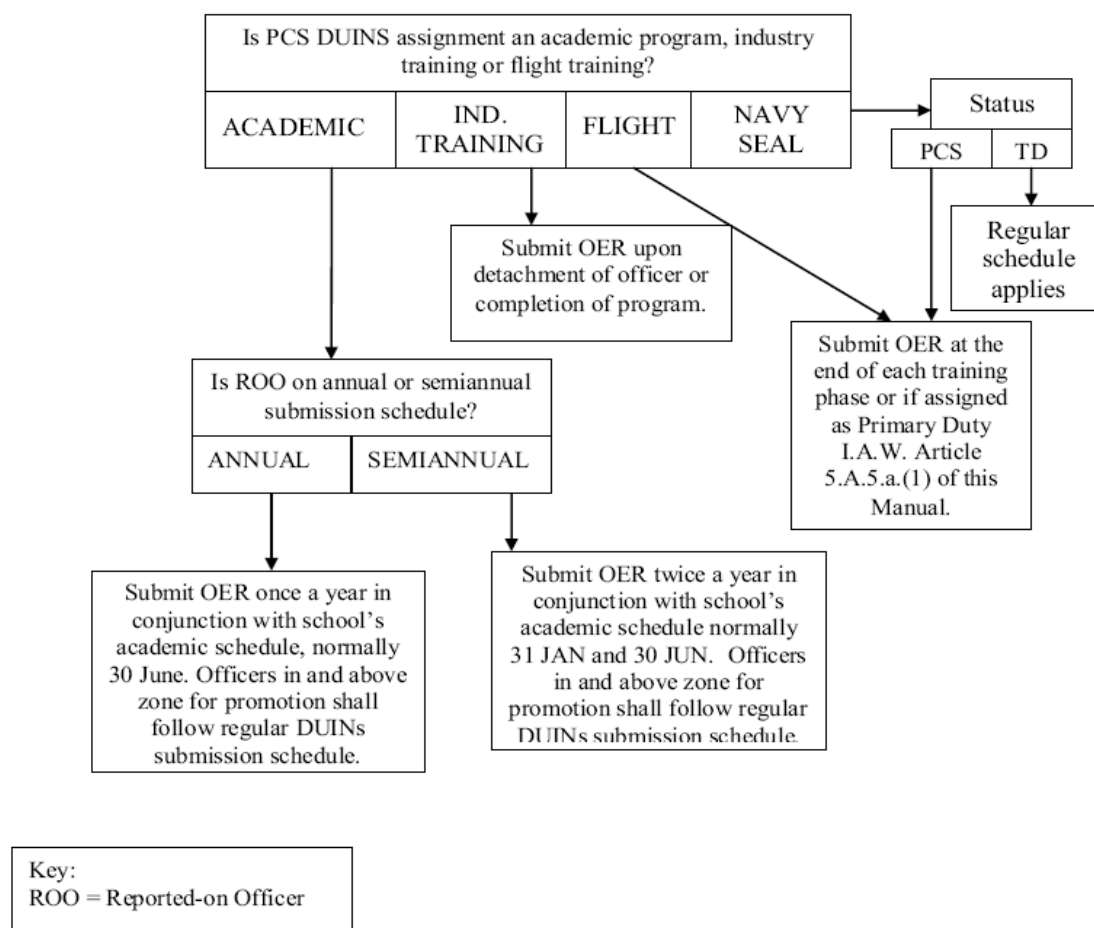 Is PCS DUINS assignment an academic program, industry
training or flight training?
ACADEMIC
IND.
TRAINING
FLIGHT
NAVY
SEAL
Status
PCS
TD
Regular
schedule
applies
Submit OER upon
detachment of officer or
completion of program.
Submit OER at the
end of each training
phase or if assigned
as Primary Duty
I.A.W. Article
5.A.5.a.(1) of this
Manual.
Is ROO on annual or semiannual
submission schedule?
ANNUAL
SEMIANNUAL
Submit OER once a year in
conjunction with school’s
academic schedule, normally
30 June. Officers in and above
zone for promotion shall
follow regular DUINs
submission schedule.
Submit OER twice a year in
conjunction with school’s
academic schedule normally
31 JAN and 30 JUN.  Officers
in and above zone for
promotion shall follow regular
DUINs submission schedule.
Key:
ROO = Reported-on Officer